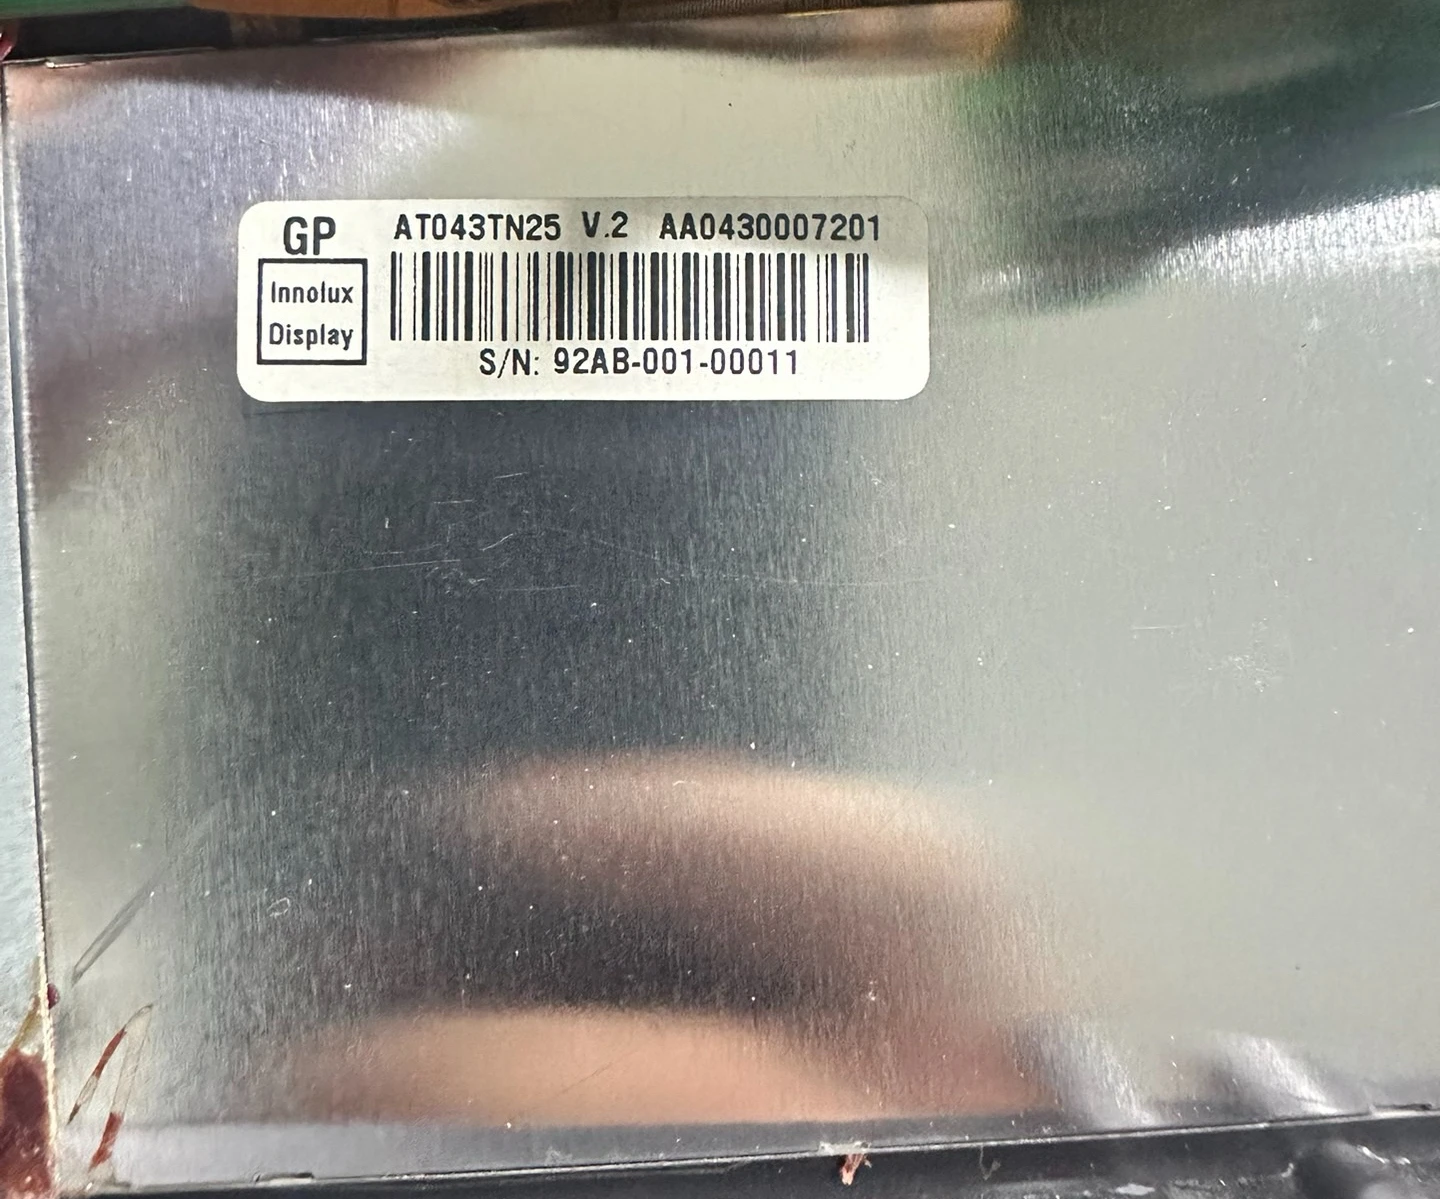 GP
Innolux
Display
AT043TN25 V.2 AA0430007201
S/N: 92AB-001-00011